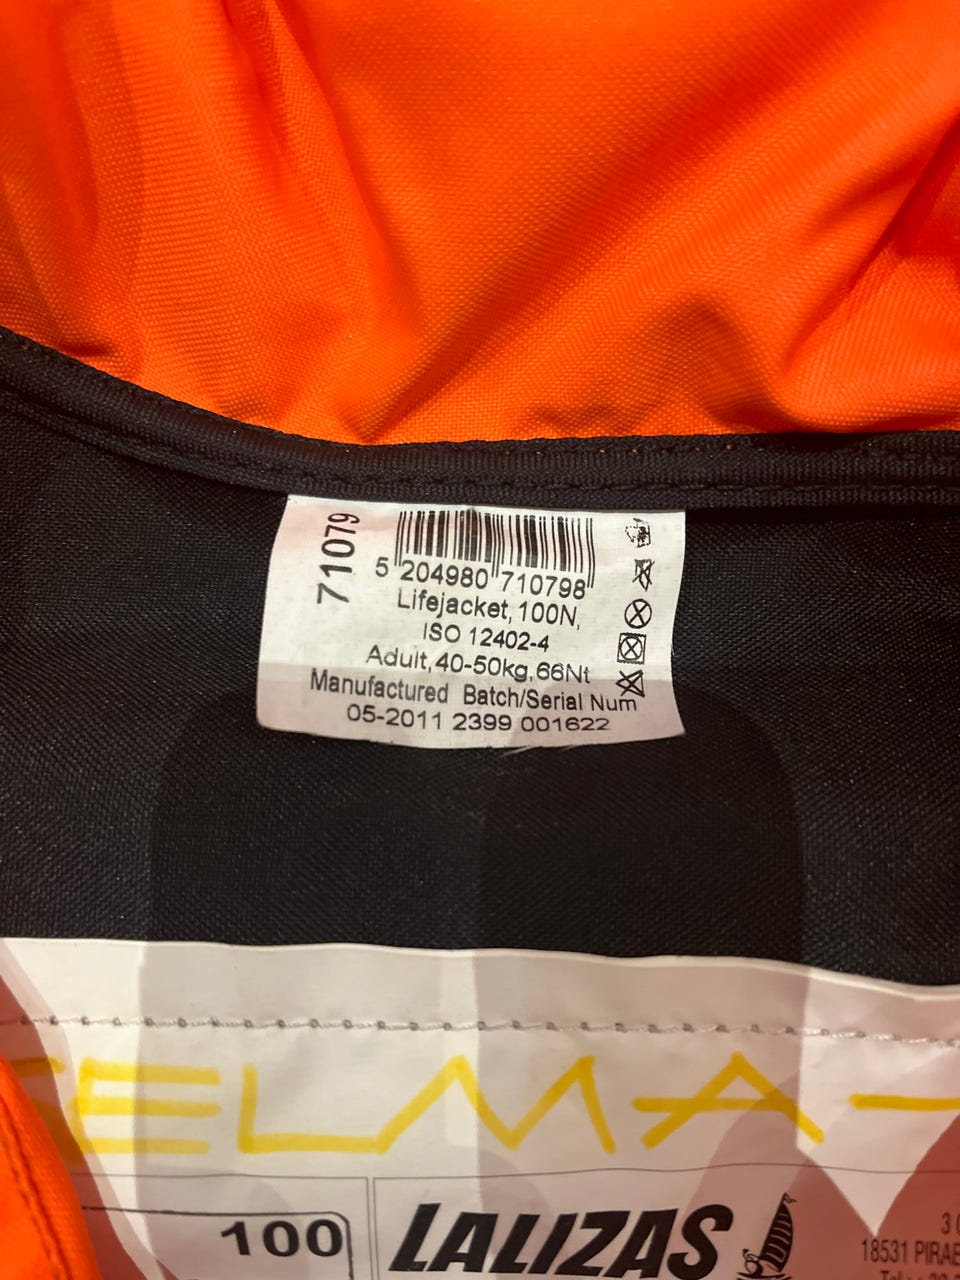 71079
5 204980 710798
Lifejacket, 100N,
ISO 12402-4
Adult, 40-50kg, 66Nt
Manufactured Batch/Serial Num
05-2011 2399 001622
ELMA
100
LALIZAS
18531